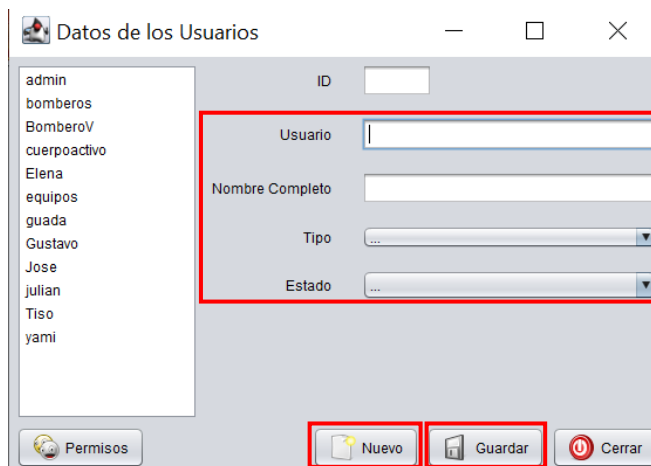 Datos de los Usuarios
admin
bomberos
BomberoV
cuerpoactivo
Elena
equipos
guada
Gustavo
Jose
julian
Tiso
yami
ID
Usuario
Nombre Completo
Tipo
...
Estado
...
Permisos
Nuevo
Guardar
Cerrar